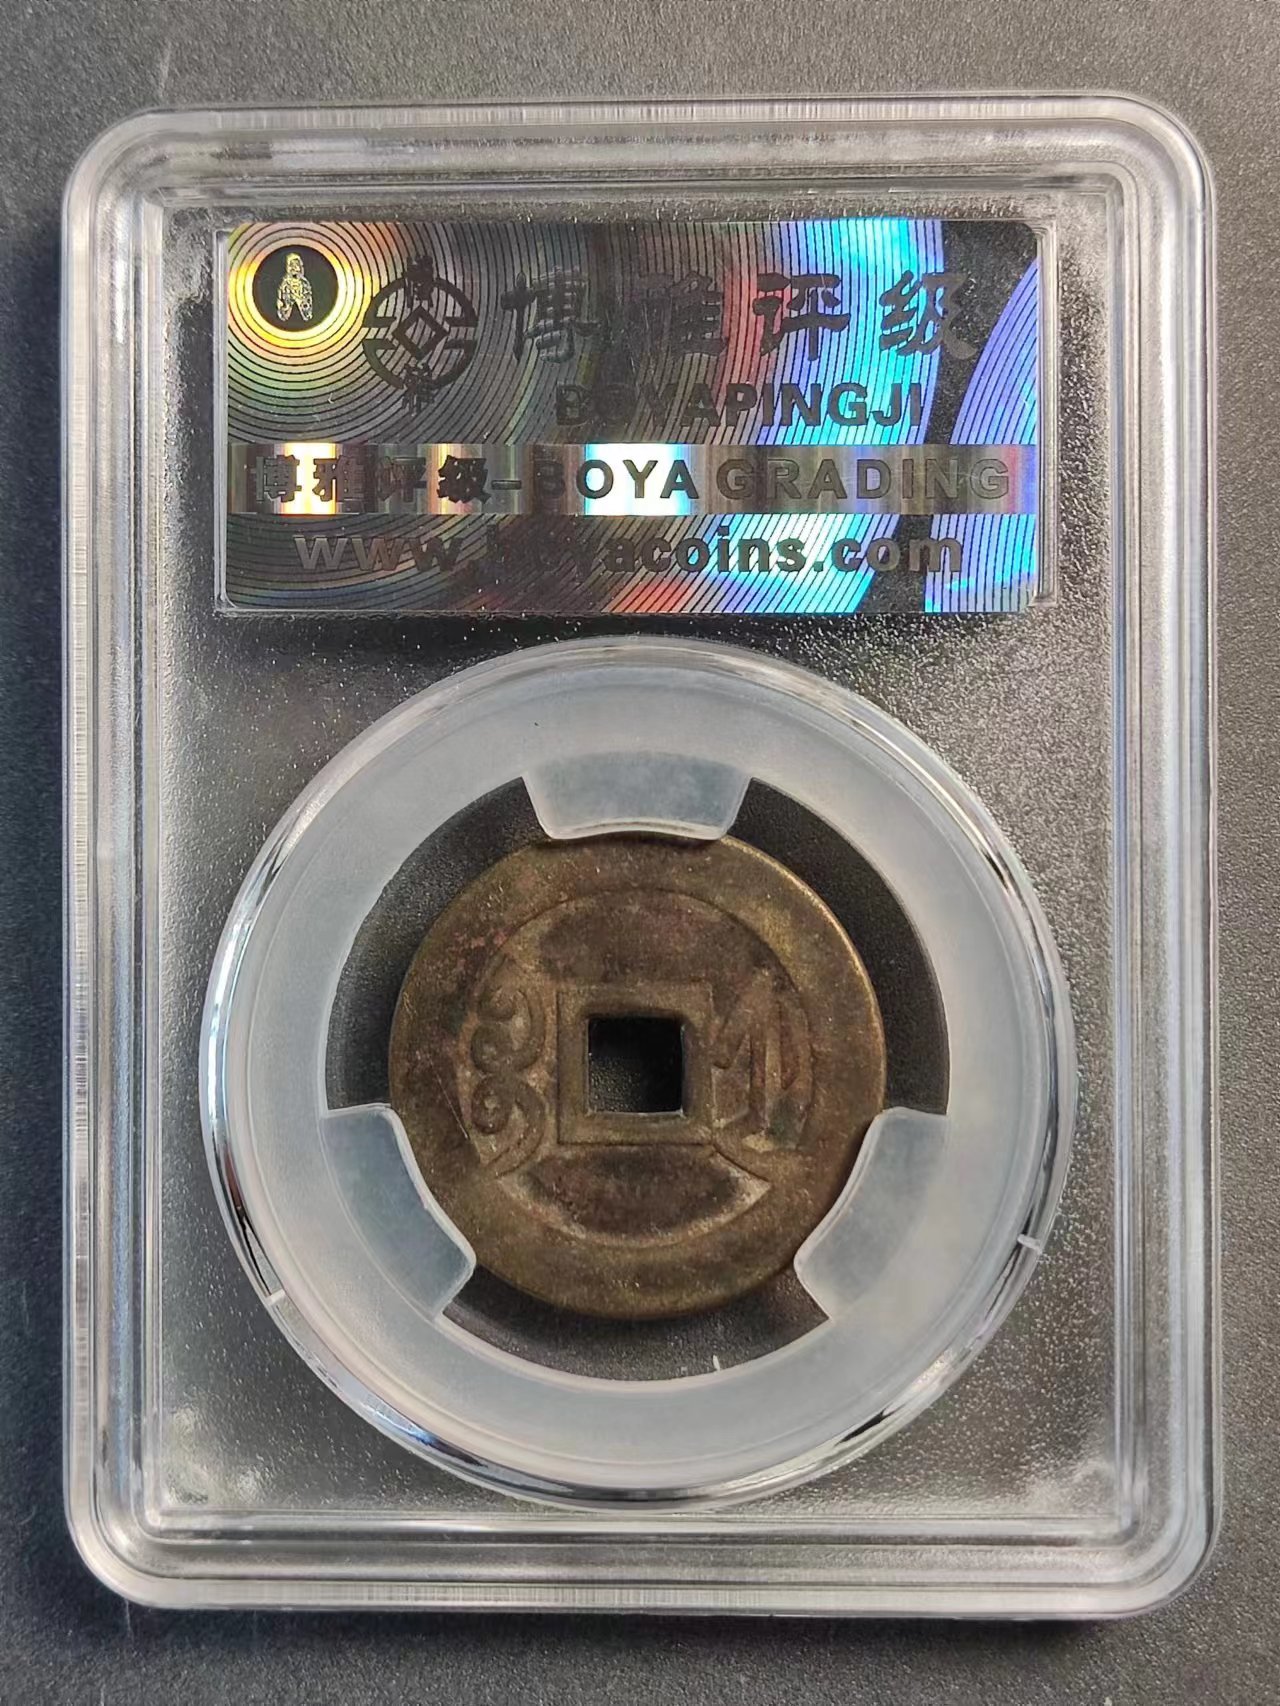 博雅评级
BOYAPINGJI
博雅评级-BOYA GRADING
www.boyacoins.com